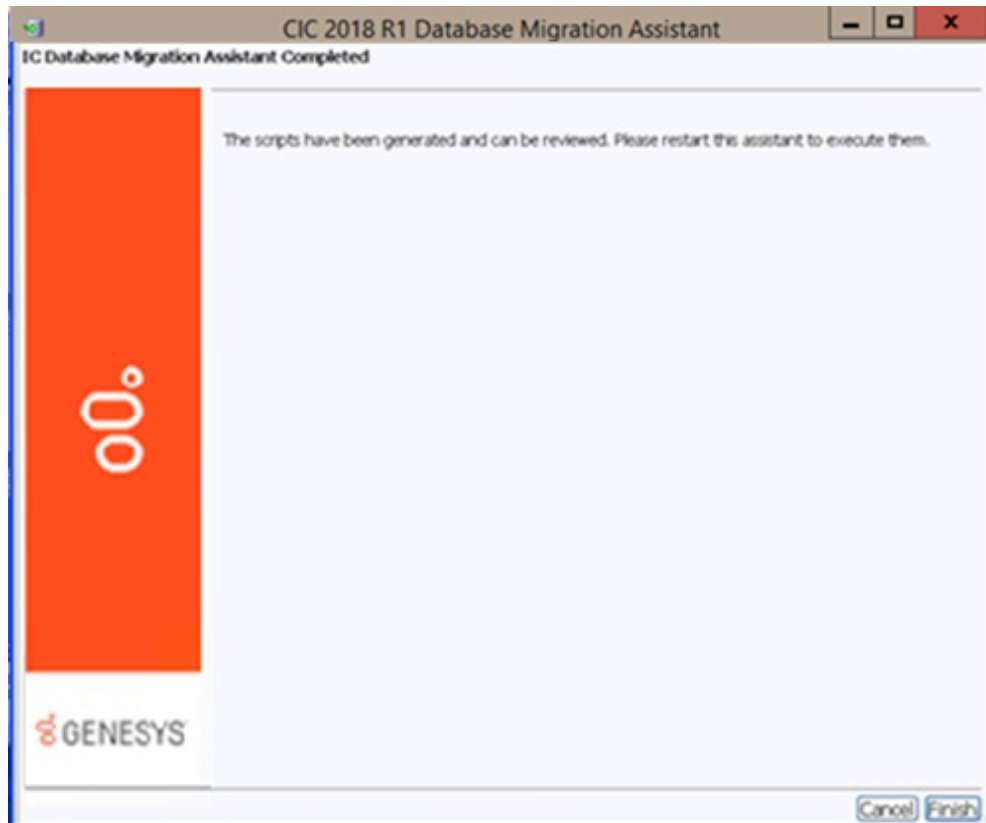 CIC 2018 R1 Database Migration Assistant
IC Database Migration Assistant Completed
The scripts have been generated and can be reviewed. Please restart this assistant to execute them.
GENESYS
Cancel Finish